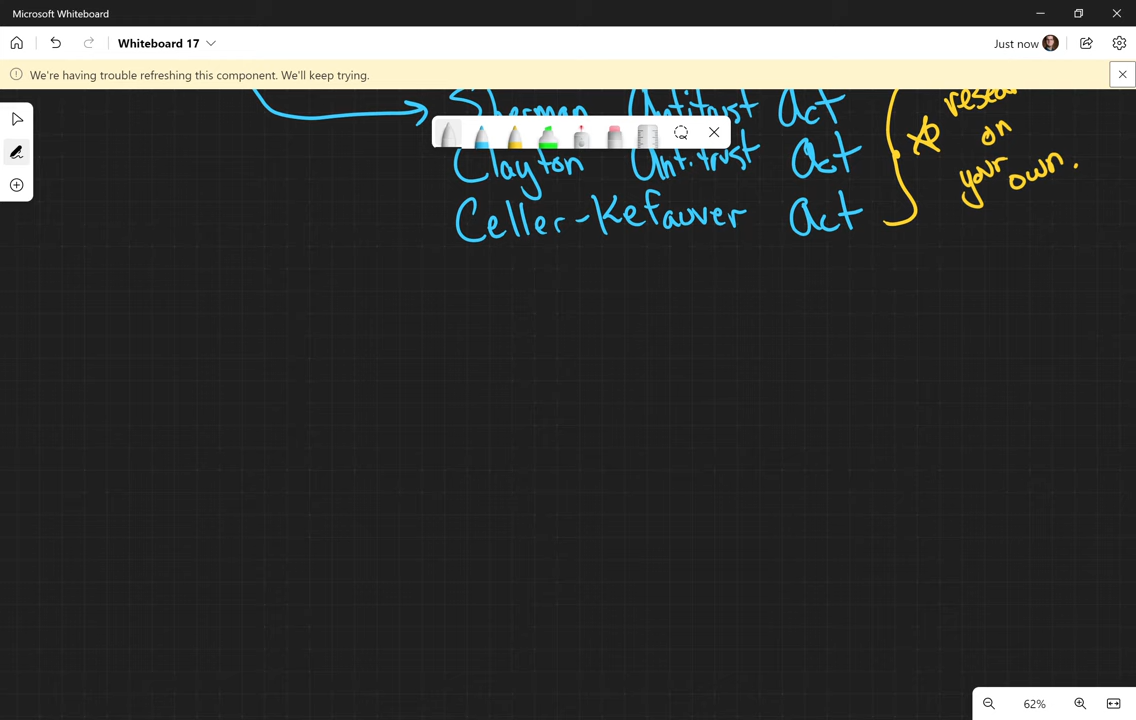 Microsoft Whiteboard
Whiteboard 17
Just now
We're having trouble refreshing this component. We'll keep trying.
Sherman Antitrust Act
Clayton Antitrust Act
Celler-Kefauver Act
on
your
own.
62%